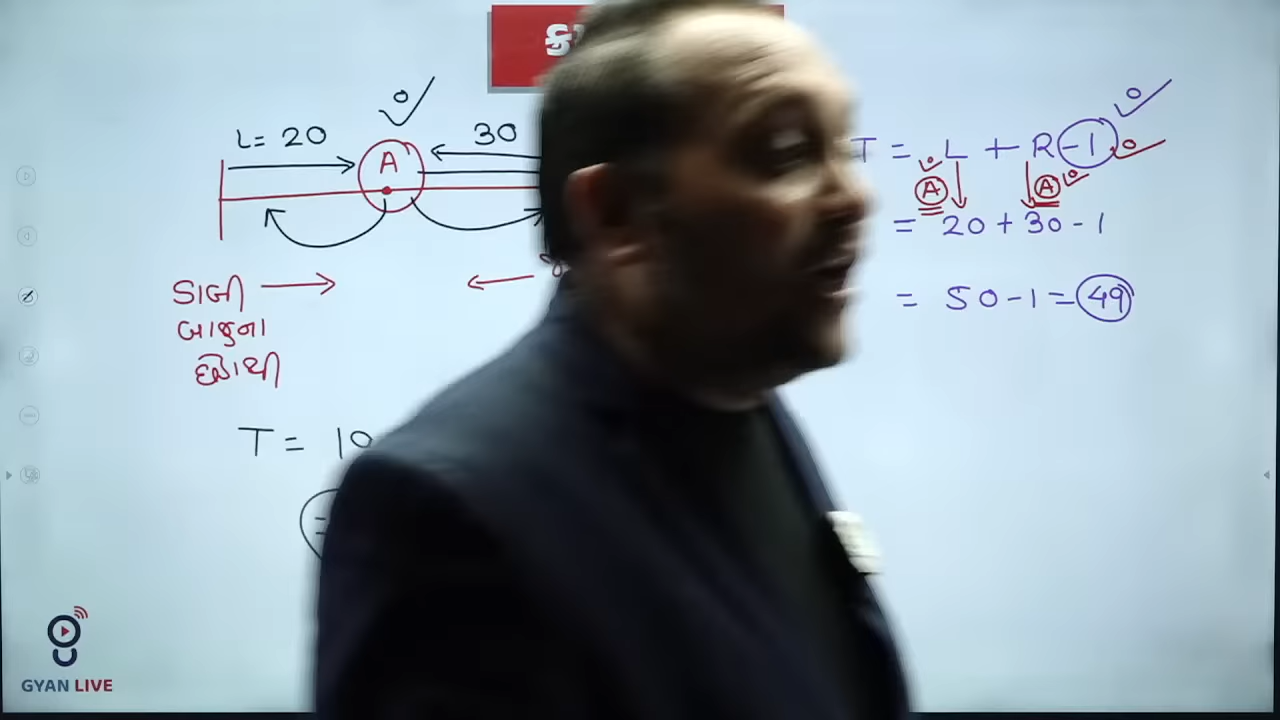 L= 20
A
30
ડાબી
બાજુના
છેડાથી
T = 10
T = L + R -1
A
A
= 20 + 30 - 1
= 50 - 1 = 49
GYAN LIVE